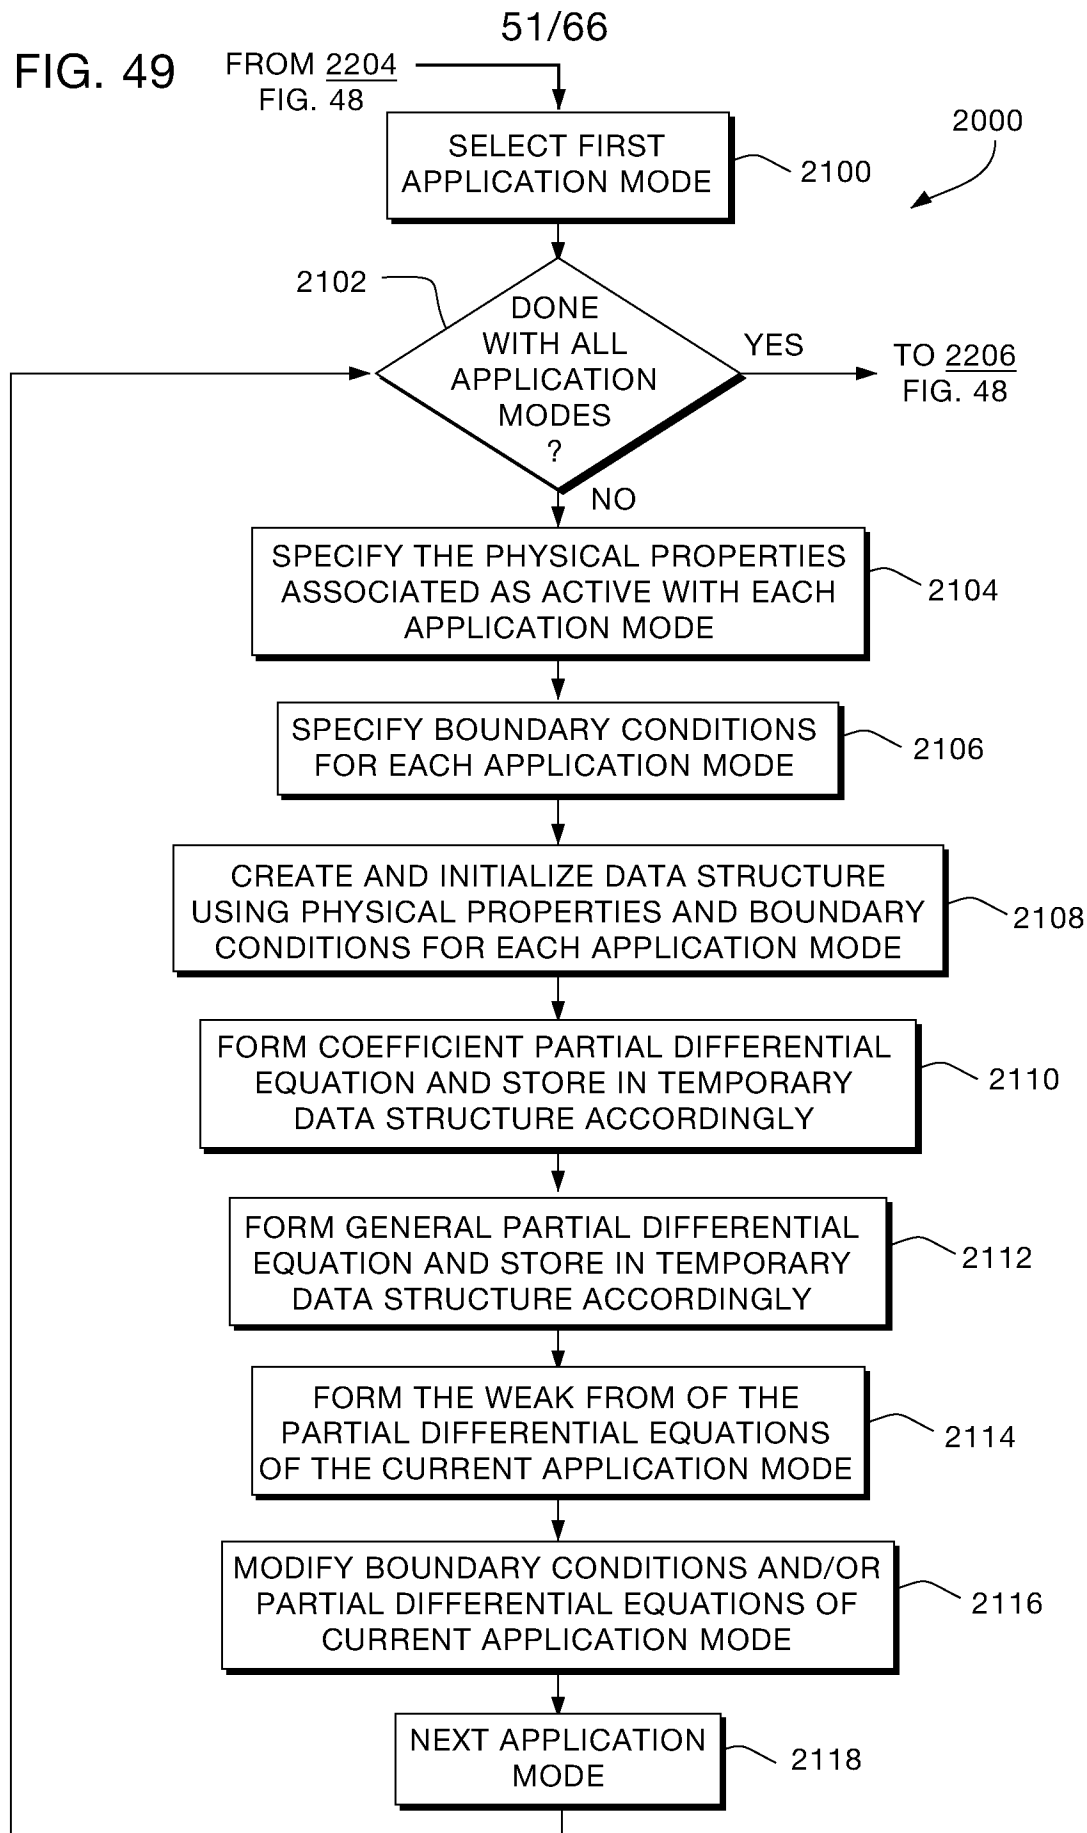 51/66
FIG. 49
FROM 2204
FIG. 48
2000
SELECT FIRST
APPLICATION MODE
2100
2102
DONE
WITH ALL
APPLICATION
MODES
?
YES
TO 2206
FIG. 48
NO
SPECIFY THE PHYSICAL PROPERTIES
ASSOCIATED AS ACTIVE WITH EACH
APPLICATION MODE
2104
SPECIFY BOUNDARY CONDITIONS
FOR EACH APPLICATION MODE
2106
CREATE AND INITIALIZE DATA STRUCTURE
USING PHYSICAL PROPERTIES AND BOUNDARY
CONDITIONS FOR EACH APPLICATION MODE
2108
FORM COEFFICIENT PARTIAL DIFFERENTIAL
EQUATION AND STORE IN TEMPORARY
DATA STRUCTURE ACCORDINGLY
2110
FORM GENERAL PARTIAL DIFFERENTIAL
EQUATION AND STORE IN TEMPORARY
DATA STRUCTURE ACCORDINGLY
2112
FORM THE WEAK FROM OF THE
PARTIAL DIFFERENTIAL EQUATIONS
OF THE CURRENT APPLICATION MODE
2114
MODIFY BOUNDARY CONDITIONS AND/OR
PARTIAL DIFFERENTIAL EQUATIONS OF
CURRENT APPLICATION MODE
2116
NEXT APPLICATION
MODE
2118